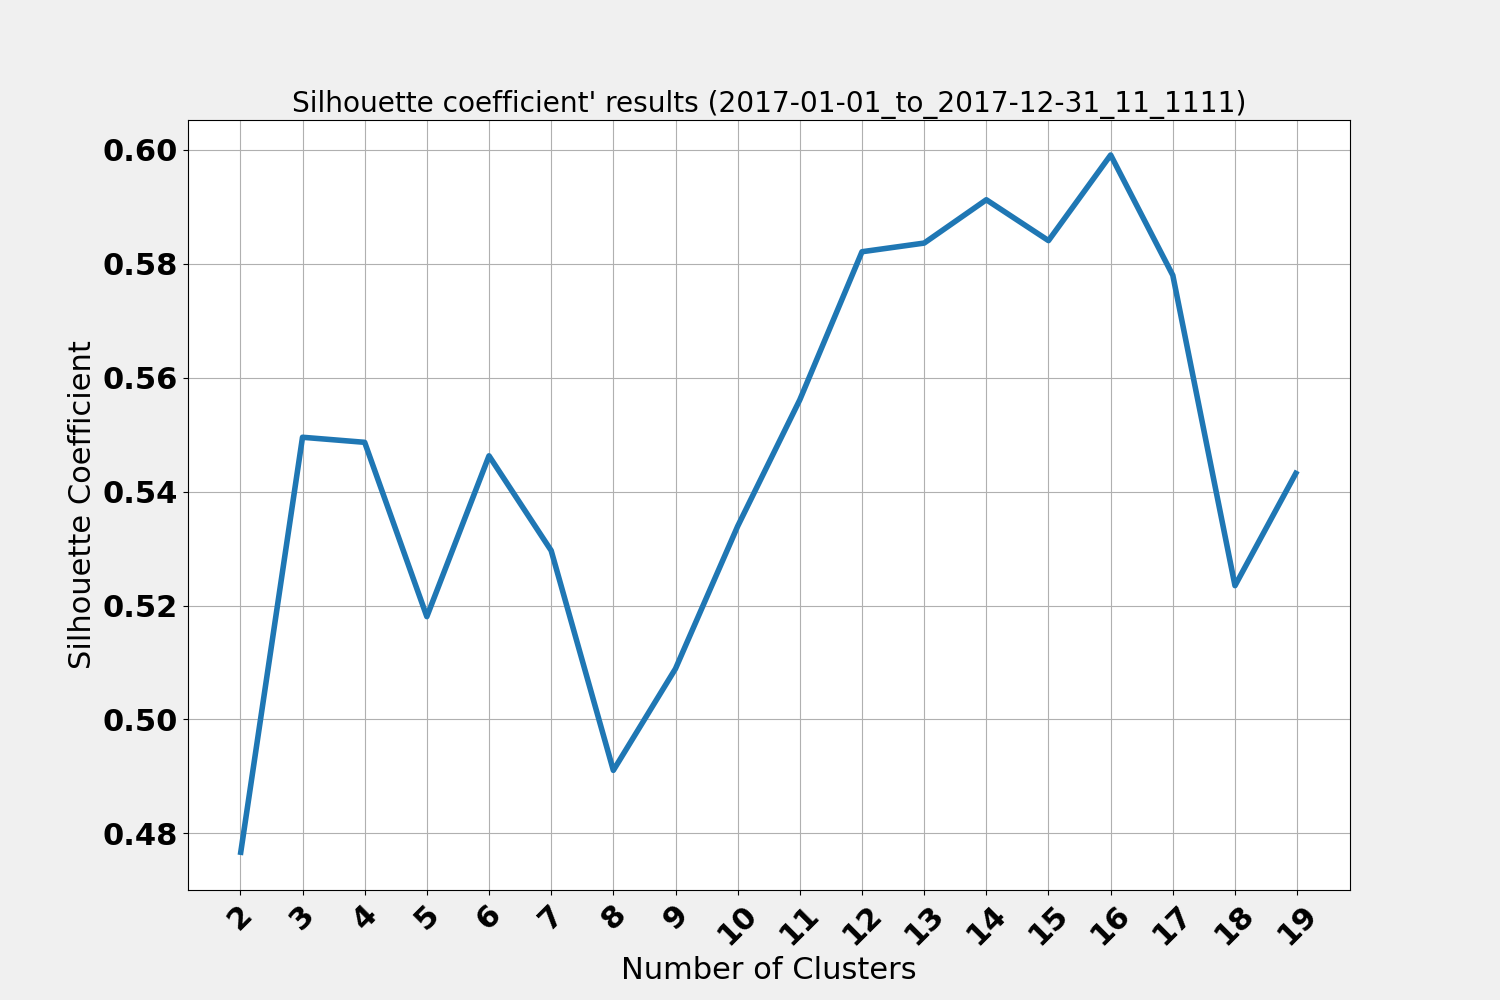 Silhouette coefficient' results (2017-01-01_to_2017-12-31_11_1111)
0.60
0.58
0.56
0.54
0.52
0.50
0.48
Silhouette Coefficient
2 3 4 5 6 7 8 9 10 11 12 13 14 15 16 17 18 19
Number of Clusters